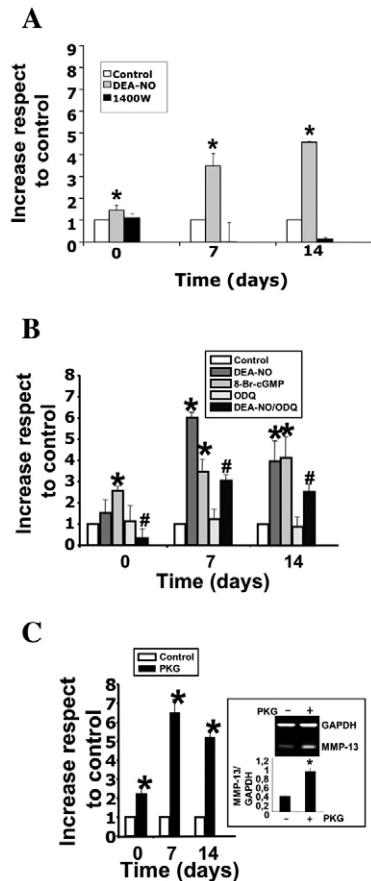 A
Increase respect
to control
9
8
7
6
5
4
3
2
1
0
Control
DEA-NO
1400W
*
*
*
0 7 14
Time (days)
B
Increase respect
to control
8
7
6
5
4
3
2
1
0
Control
DEA-NO
8-Br-cGMP
ODQ
DEA-NO/ODQ
* #
* * #
* * #
0 7 14
Time (days)
C
Increase respect
to control
8
7
6
5
4
3
2
1
0
Control
PKG
*
*
*
0 7 14
Time (days)
PKG – +
GAPDH
MMP-13
MMP-13/
GAPDH
1,2
1,0
0,8
0,6
0,4
0,2
0
*
– +
PKG